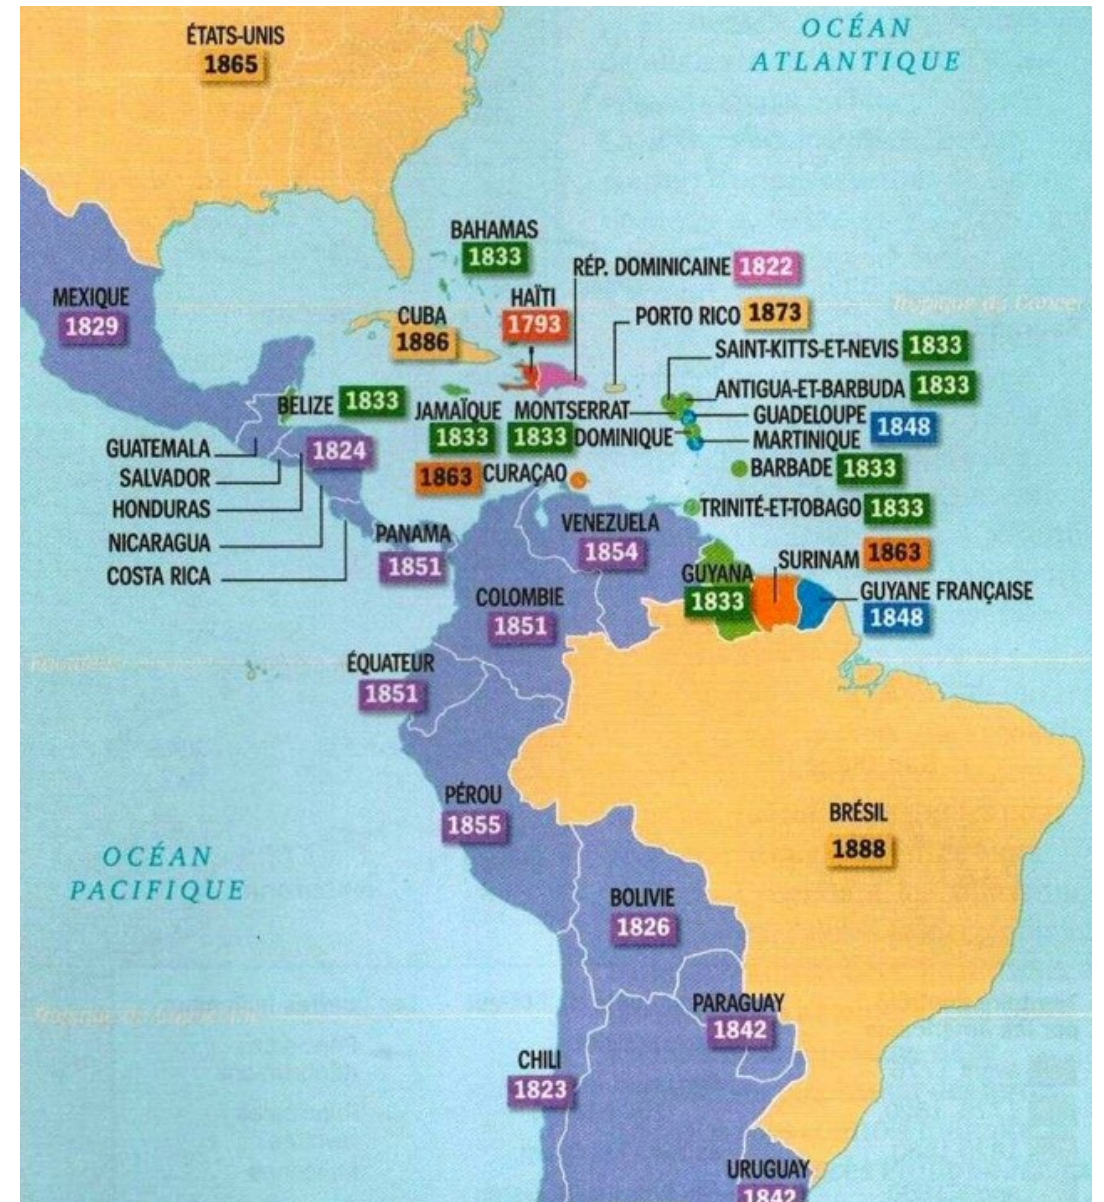 OCÉAN
ATLANTIQUE
ÉTATS-UNIS
1865
BAHAMAS
1833
RÉP. DOMINICAINE 1822
MEXIQUE
1829
CUBA
1886
HAÏTI
1793
PORTO RICO 1873
Tropique du Cancer
SAINT-KITTS-ET-NEVIS 1833
ANTIGUA-ET-BARBUDA 1833
BELIZE 1833
JAMAÏQUE
1833
MONTSERRAT
1833
GUADELOUPE
MARTINIQUE
1848
DOMINIQUE
GUATEMALA
SALVADOR
HONDURAS
NICARAGUA
COSTA RICA
1824
1863 CURAÇAO
BARBADE 1833
TRINITÉ-ET-TOBAGO 1833
PANAMA
1851
VENEZUELA
1854
GUYANA
1833
SURINAM 1863
GUYANE FRANÇAISE
1848
COLOMBIE
1851
ÉQUATEUR
1851
PÉROU
1855
BRÉSIL
1888
OCÉAN
PACIFIQUE
BOLIVIE
1826
PARAGUAY
1842
CHILI
1823
URUGUAY
1842